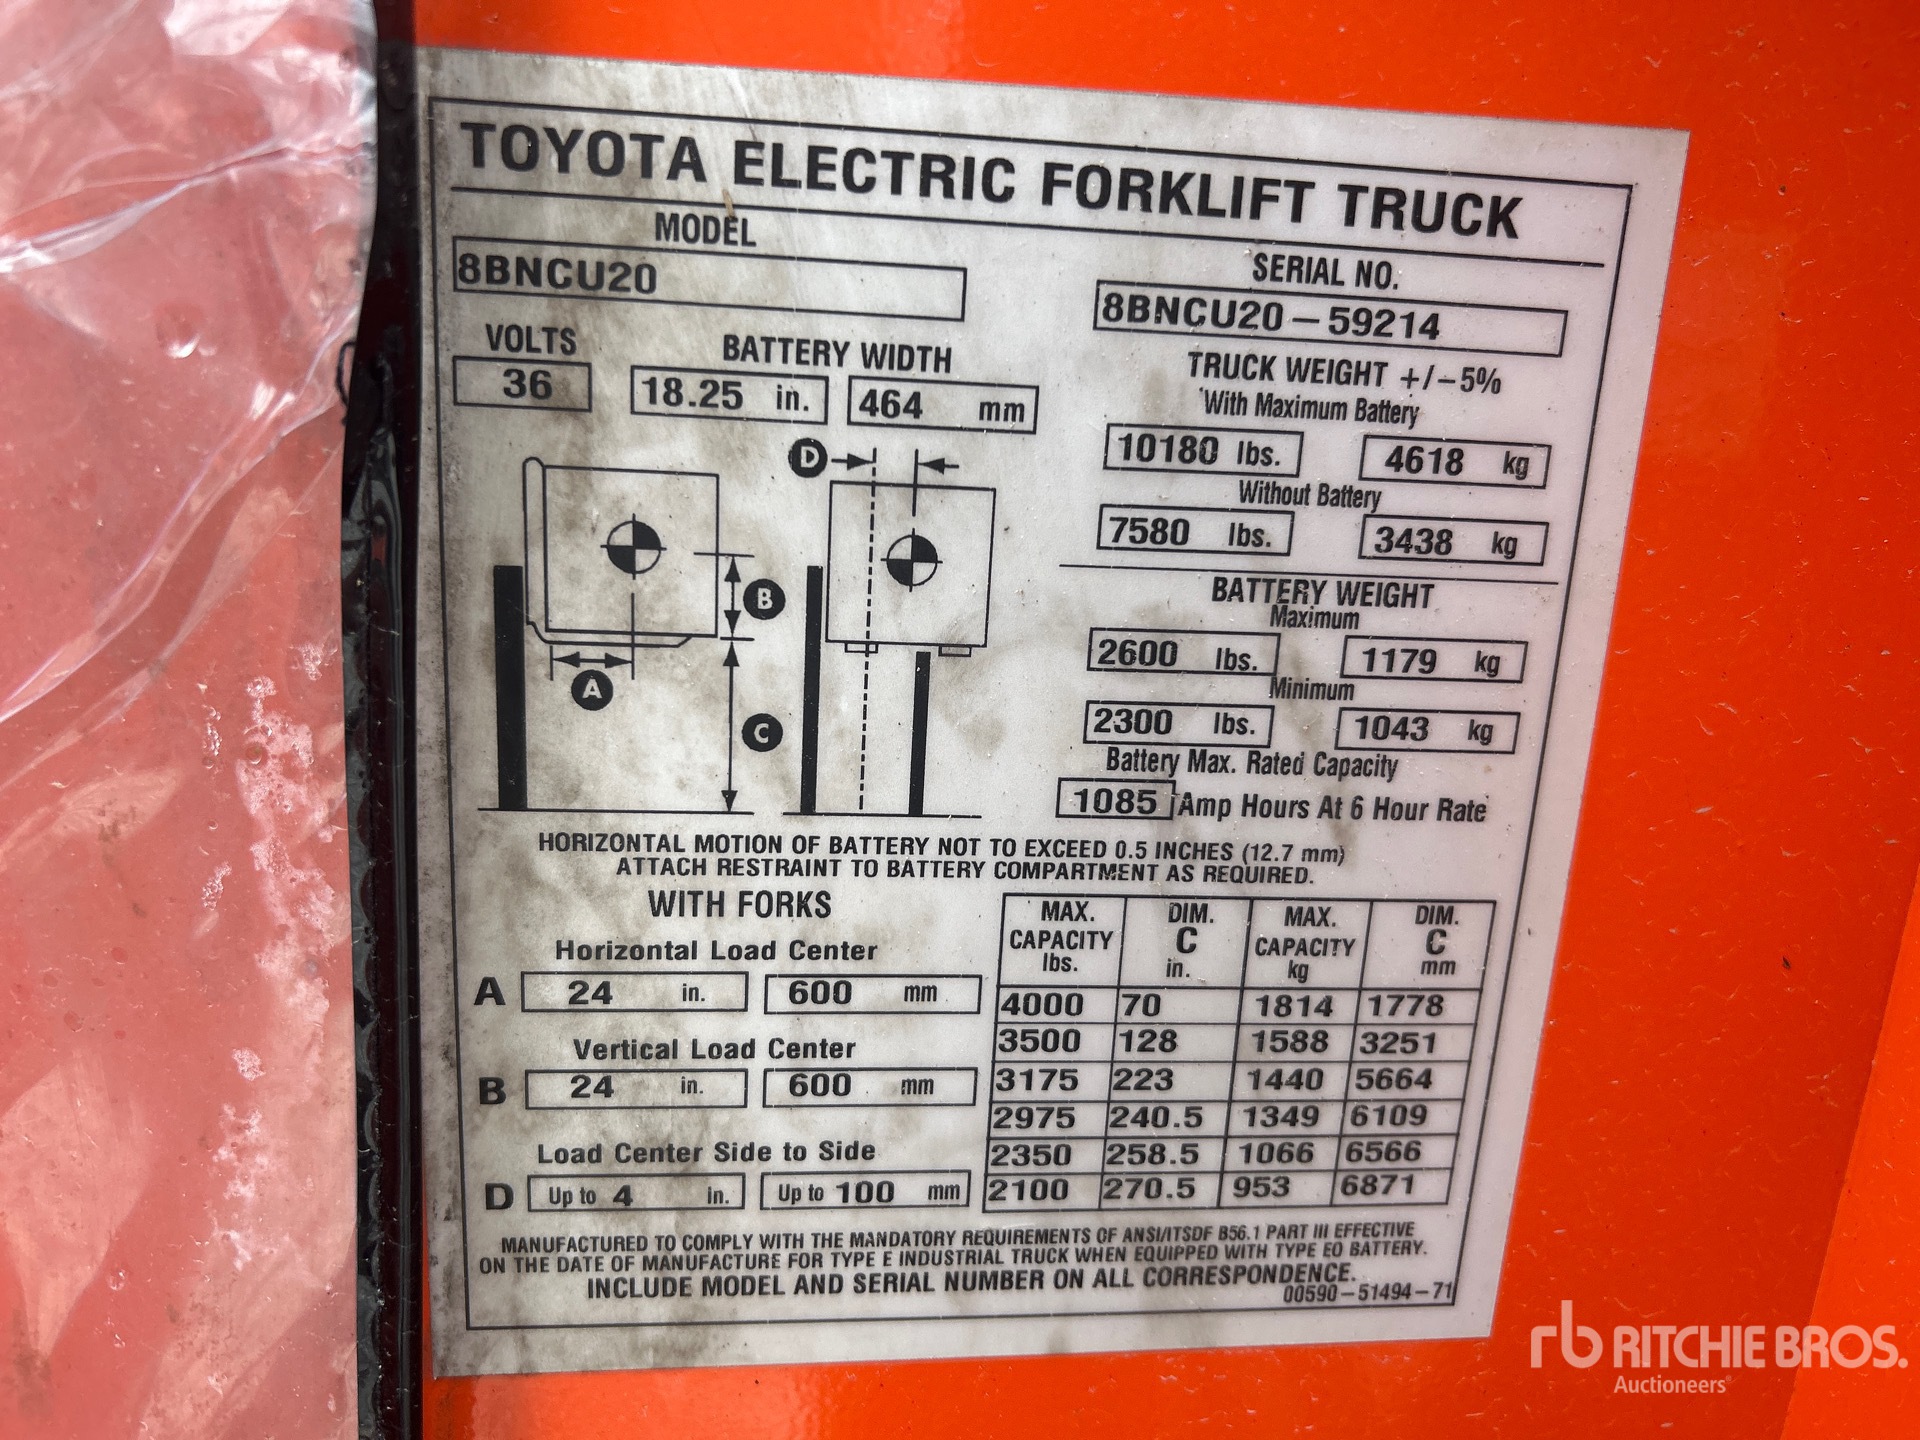 TOYOTA ELECTRIC FORKLIFT TRUCK
MODEL
8BNCU20
SERIAL NO.
8BNCU20-59214
VOLTS
36
BATTERY WIDTH
18.25 in. 464 mm
TRUCK WEIGHT +/-5%
With Maximum Battery
10180 lbs. 4618 kg
Without Battery
7580 lbs. 3438 kg
D
B
A
C
BATTERY WEIGHT
Maximum
2600 lbs. 1179 kg
Minimum
2300 lbs. 1043 kg
Battery Max. Rated Capacity
1085 Amp Hours At 6 Hour Rate
HORIZONTAL MOTION OF BATTERY NOT TO EXCEED 0.5 INCHES (12.7 mm)
ATTACH RESTRAINT TO BATTERY COMPARTMENT AS REQUIRED.
WITH FORKS
Horizontal Load Center
A 24 in. 600 mm
Vertical Load Center
B 24 in. 600 mm
Load Center Side to Side
D Up to 4 in. Up to 100 mm
MAX. CAPACITY lbs. DIM. C in. MAX. CAPACITY kg DIM. C mm
4000 70 1814 1778
3500 128 1588 3251
3175 223 1440 5664
2975 240.5 1349 6109
2350 258.5 1066 6566
2100 270.5 953 6871
MANUFACTURED TO COMPLY WITH THE MANDATORY REQUIREMENTS OF ANSI/ITSDF B56.1 PART III EFFECTIVE
ON THE DATE OF MANUFACTURE FOR TYPE E INDUSTRIAL TRUCK WHEN EQUIPPED WITH TYPE EO BATTERY.
INCLUDE MODEL AND SERIAL NUMBER ON ALL CORRESPONDENCE.
00590-51494-71
rb RITCHIE BROS.
Auctioneers